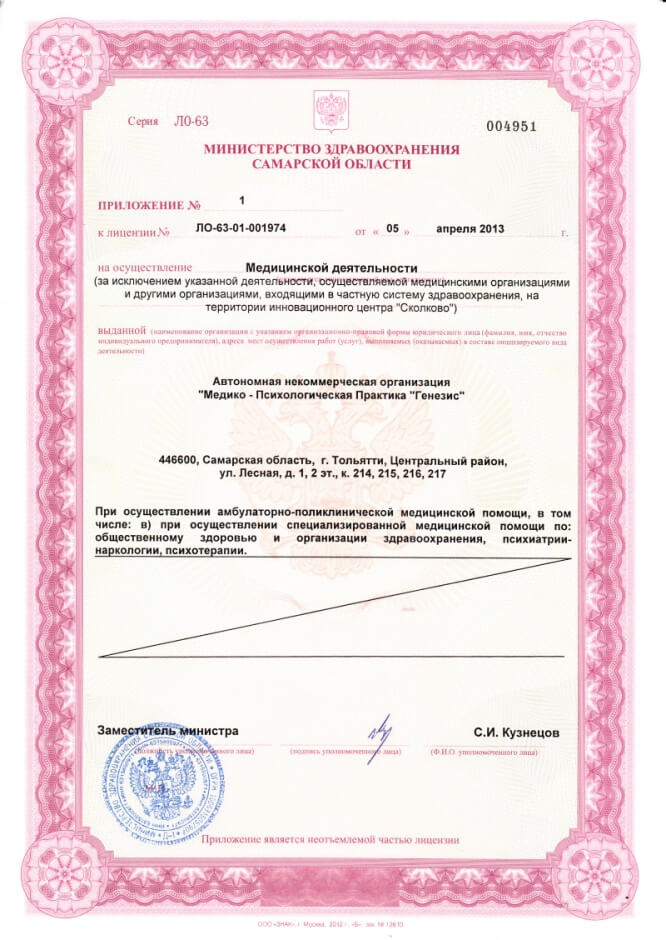 Серия ЛО-63
004951
МИНИСТЕРСТВО ЗДРАВООХРАНЕНИЯ
САМАРСКОЙ ОБЛАСТИ
ПРИЛОЖЕНИЕ № 1
к лицензии № ЛО-63-01-001974 от « 05 » апреля 2013 г.
на осуществление Медицинской деятельности
(за исключением указанной деятельности, осуществляемой медицинскими организациями
и другими организациями, входящими в частную систему здравоохранения, на
территории инновационного центра "Сколково")
ВЫДАННОЙ (наименование организации с указанием организационно-правовой формы юридического лица (фамилия, имя, отчество
индивидуального предпринимателя), адреса мест осуществления работ (услуг), выполняемых (оказываемых) в составе лицензируемого вида
деятельности)
Автономная некоммерческая организация
"Медико - Психологическая Практика "Генезис"
446600, Самарская область, г. Тольятти, Центральный район,
ул. Лесная, д. 1, 2 эт., к. 214, 215, 216, 217
При осуществлении амбулаторно-поликлинической медицинской помощи, в том
числе: в) при осуществлении специализированной медицинской помощи по:
общественному здоровью и организации здравоохранения, психиатрии-
наркологии, психотерапии.
Заместитель министра С.И. Кузнецов
(должность уполномоченного лица) (подпись уполномоченного лица) (Ф.И.О. уполномоченного лица)
Приложение является неотъемлемой частью лицензии
ООО «ЗНАК», г. Москва, 2012 г., «Б», зак. № 12610